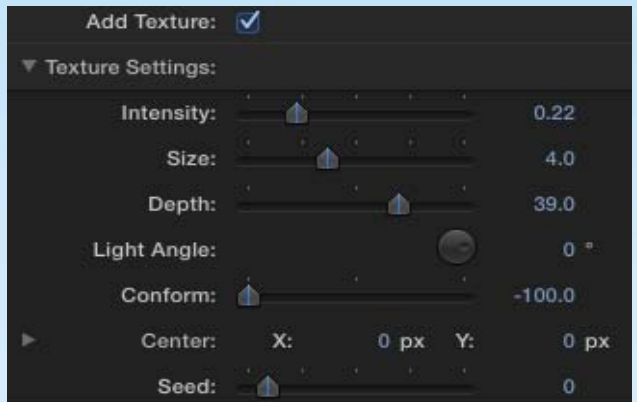 Add Texture:
Texture Settings:
Intensity: 0.22
Size: 4.0
Depth: 39.0
Light Angle: 0 °
Conform: -100.0
Center: X: 0 px Y: 0 px
Seed: 0